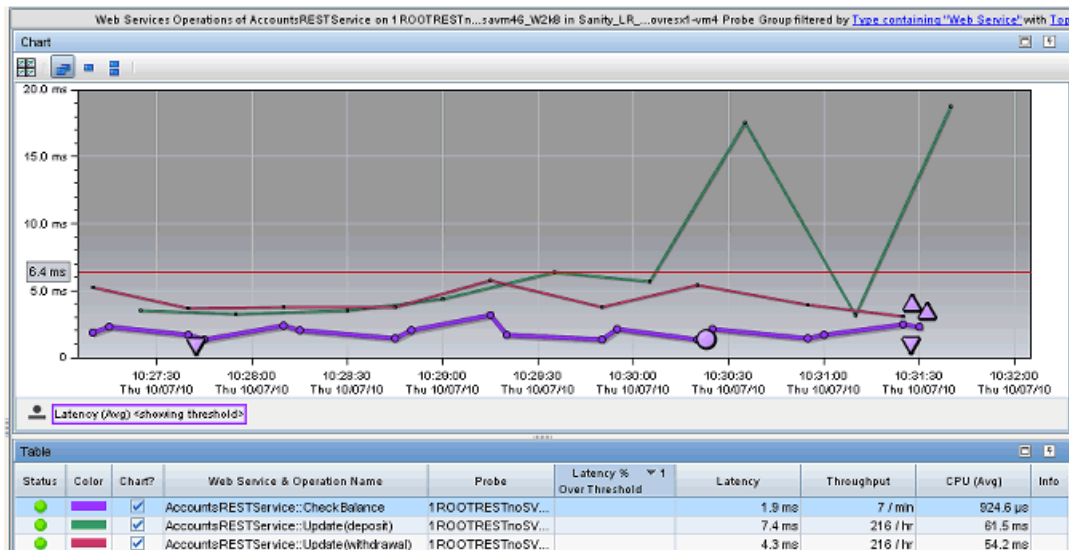 Web Services Operations of AccountsRESTService on 1ROOTRESTn...savm46_W2k8 in Sanity_LR_...ovresx1-vm4 Probe Group filtered by Type containing "Web Service" with Top
Chart
20.0 ms
15.0 ms
10.0 ms
6.4 ms
5.0 ms
0
10:27:30 10:28:00 10:28:30 10:29:00 10:29:30 10:30:00 10:30:30 10:31:00 10:31:30 10:32:00
Thu 10/07/10 Thu 10/07/10 Thu 10/07/10 Thu 10/07/10 Thu 10/07/10 Thu 10/07/10 Thu 10/07/10 Thu 10/07/10 Thu 10/07/10 Thu 10/07/10
Latency (Avg) <showing threshold>
Table
Status Color Chart? Web Service & Operation Name Probe Latency % Over Threshold 1 Latency Throughput CPU (Avg) Info
AccountsRESTService::CheckBalance 1ROOTRESTnoSV... 1.9 ms 7 / min 924.6 µs
AccountsRESTService::Update(deposit) 1ROOTRESTnoSV... 7.4 ms 216 / hr 61.5 ms
AccountsRESTService::Update(withdrawal) 1ROOTRESTnoSV... 4.3 ms 216 / hr 54.2 ms